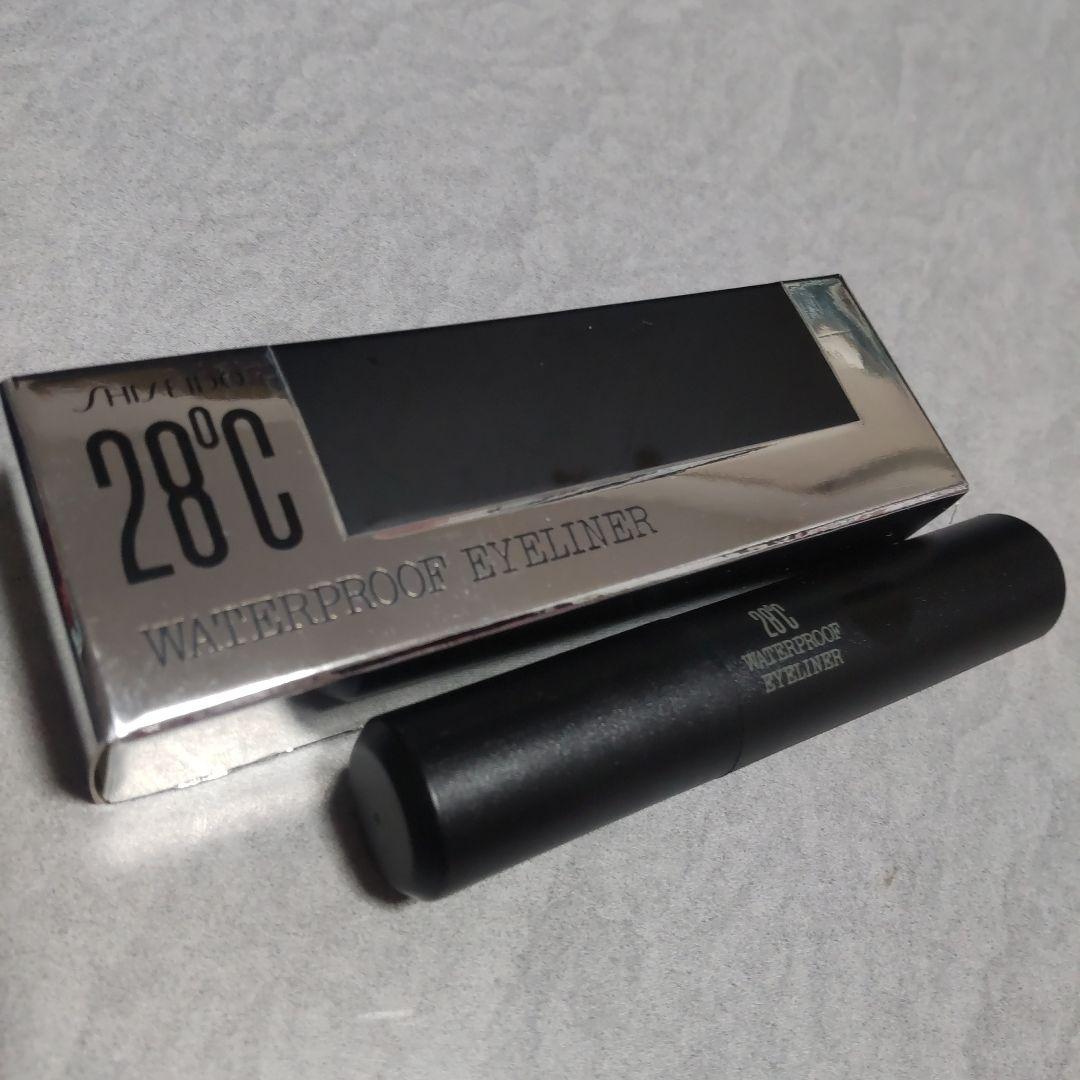 SHISEIDO
28°C
WATERPROOF EYELINER
28°C
WATERPROOF
EYELINER